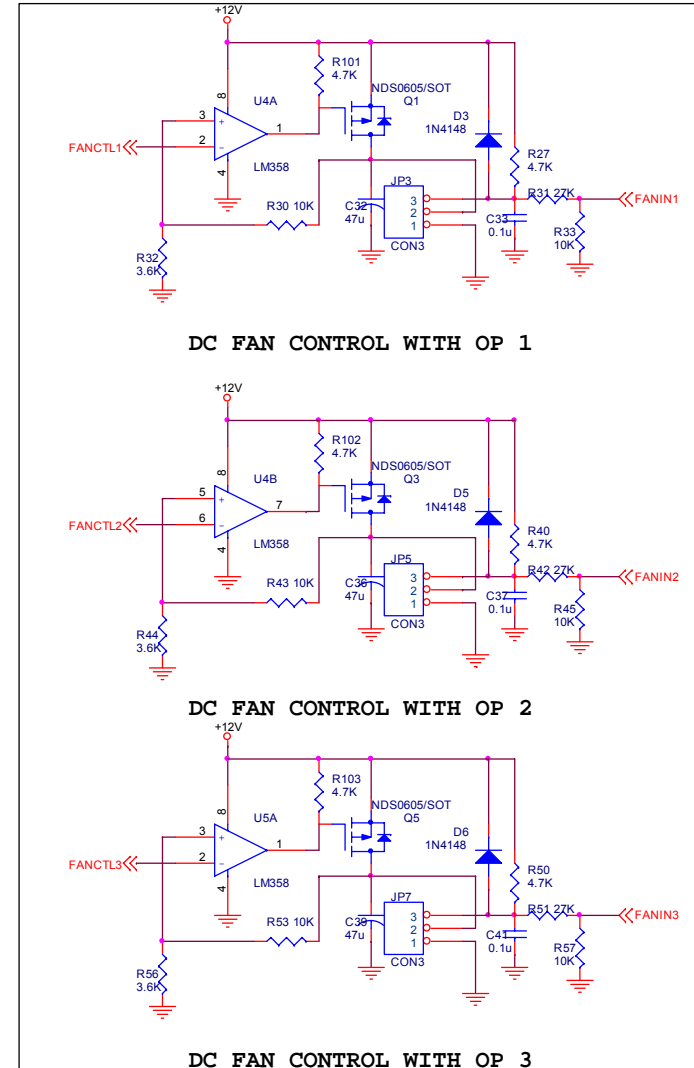 +12V
R101
4.7K
NDS0605/SOT
Q1
U4A
8
3
+
2
−
1
4
LM358
FANCTL1
D3
1N4148
R27
4.7K
JP3
3
2
1
CON3
R30 10K
C32
47u
R31 27K
FANIN1
C33
0.1u
R33
10K
R32
3.6K
DC FAN CONTROL WITH OP 1
+12V
R102
4.7K
NDS0605/SOT
Q3
U4B
8
5
+
6
−
7
4
LM358
FANCTL2
D5
1N4148
R40
4.7K
JP5
3
2
1
CON3
R43 10K
C36
47u
R42 27K
FANIN2
C37
0.1u
R45
10K
R44
3.6K
DC FAN CONTROL WITH OP 2
+12V
R103
4.7K
NDS0605/SOT
Q5
U5A
8
3
+
2
−
1
4
LM358
FANCTL3
D6
1N4148
R50
4.7K
JP7
3
2
1
CON3
R53 10K
C39
47u
R51 27K
FANIN3
C41
0.1u
R57
10K
R56
3.6K
DC FAN CONTROL WITH OP 3